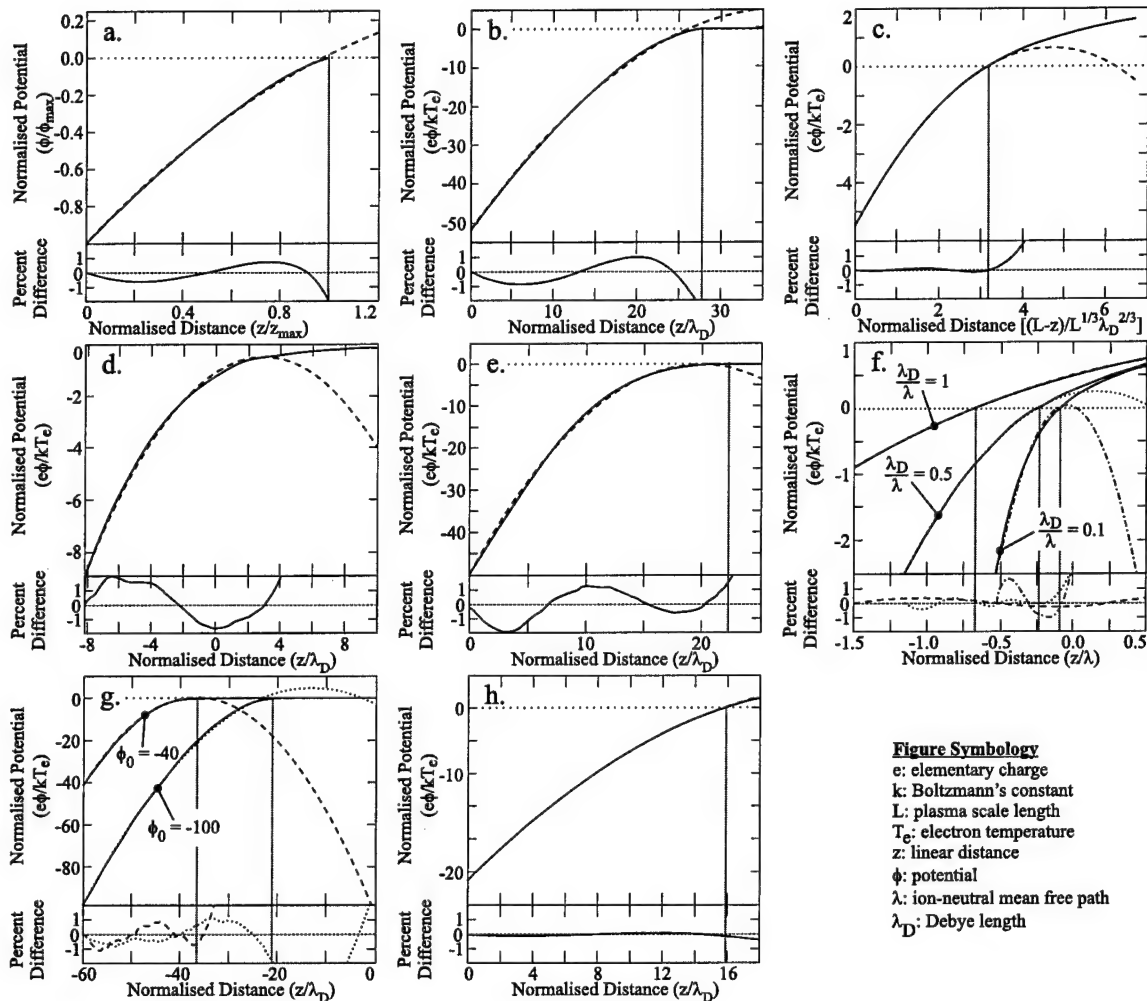 a.
Normalised Potential
(ϕ/ϕmax)
0.2
0.0
-0.2
-0.4
-0.6
-0.8
Percent
Difference
1
0
-1
0
0.4
0.8
1.2
Normalised Distance (z/zmax)
b.
Normalised Potential
(eϕ/kTe)
0
-10
-20
-30
-40
-50
Percent
Difference
1
0
-1
0
10
20
30
Normalised Distance (z/λD)
c.
Normalised Potential
(eϕ/kTe)
2
0
-2
-4
Percent
Difference
1
0
-1
0
2
4
6
Normalised Distance [(L-z)/L^1/3 λD^2/3]
d.
Normalised Potential
(eϕ/kTe)
0
-2
-4
-6
-8
Percent
Difference
1
0
-1
-8
-4
0
4
8
Normalised Distance (z/λD)
e.
Normalised Potential
(eϕ/kTe)
0
-10
-20
-30
-40
Percent
Difference
1
0
-1
0
10
20
Normalised Distance (z/λD)
f.
Normalised Potential
(eϕ/kTe)
1
0
-1
-2
λD/λ = 1
λD/λ = 0.5
λD/λ = 0.1
Percent
Difference
1
0
-1
-1.5
-1.0
-0.5
0.0
0.5
Normalised Distance (z/λ)
g.
Normalised Potential
(eϕ/kTe)
0
-20
-40
-60
-80
ϕ0 = -40
ϕ0 = -100
Percent
Difference
1
0
-1
-60
-40
-20
0
Normalised Distance (z/λD)
h.
Normalised Potential
(eϕ/kTe)
0
-10
-20
Percent
Difference
1
0
-1
0
4
8
12
16
Normalised Distance (z/λD)
Figure Symbology
e: elementary charge
k: Boltzmann's constant
L: plasma scale length
Te: electron temperature
z: linear distance
ϕ: potential
λ: ion-neutral mean free path
λD: Debye length